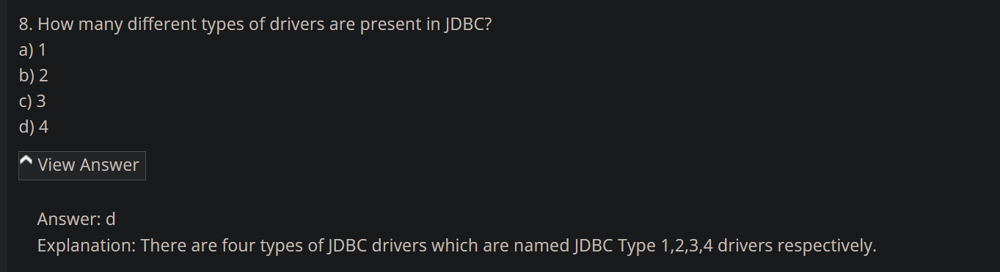 8. How many different types of drivers are present in JDBC?
a) 1
b) 2
c) 3
d) 4
View Answer
Answer: d
Explanation: There are four types of JDBC drivers which are named JDBC Type 1,2,3,4 drivers respectively.